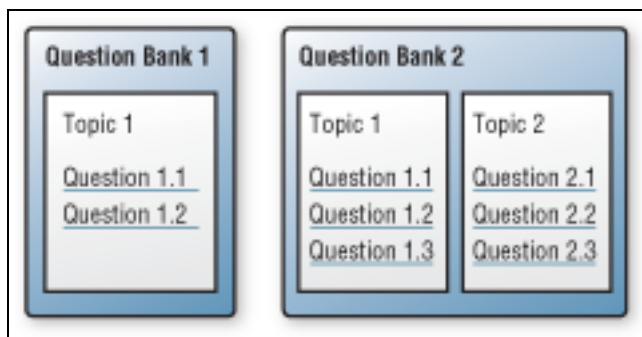 Question Bank 1
Topic 1
Question 1.1
Question 1.2
Question Bank 2
Topic 1
Question 1.1
Question 1.2
Question 1.3
Topic 2
Question 2.1
Question 2.2
Question 2.3